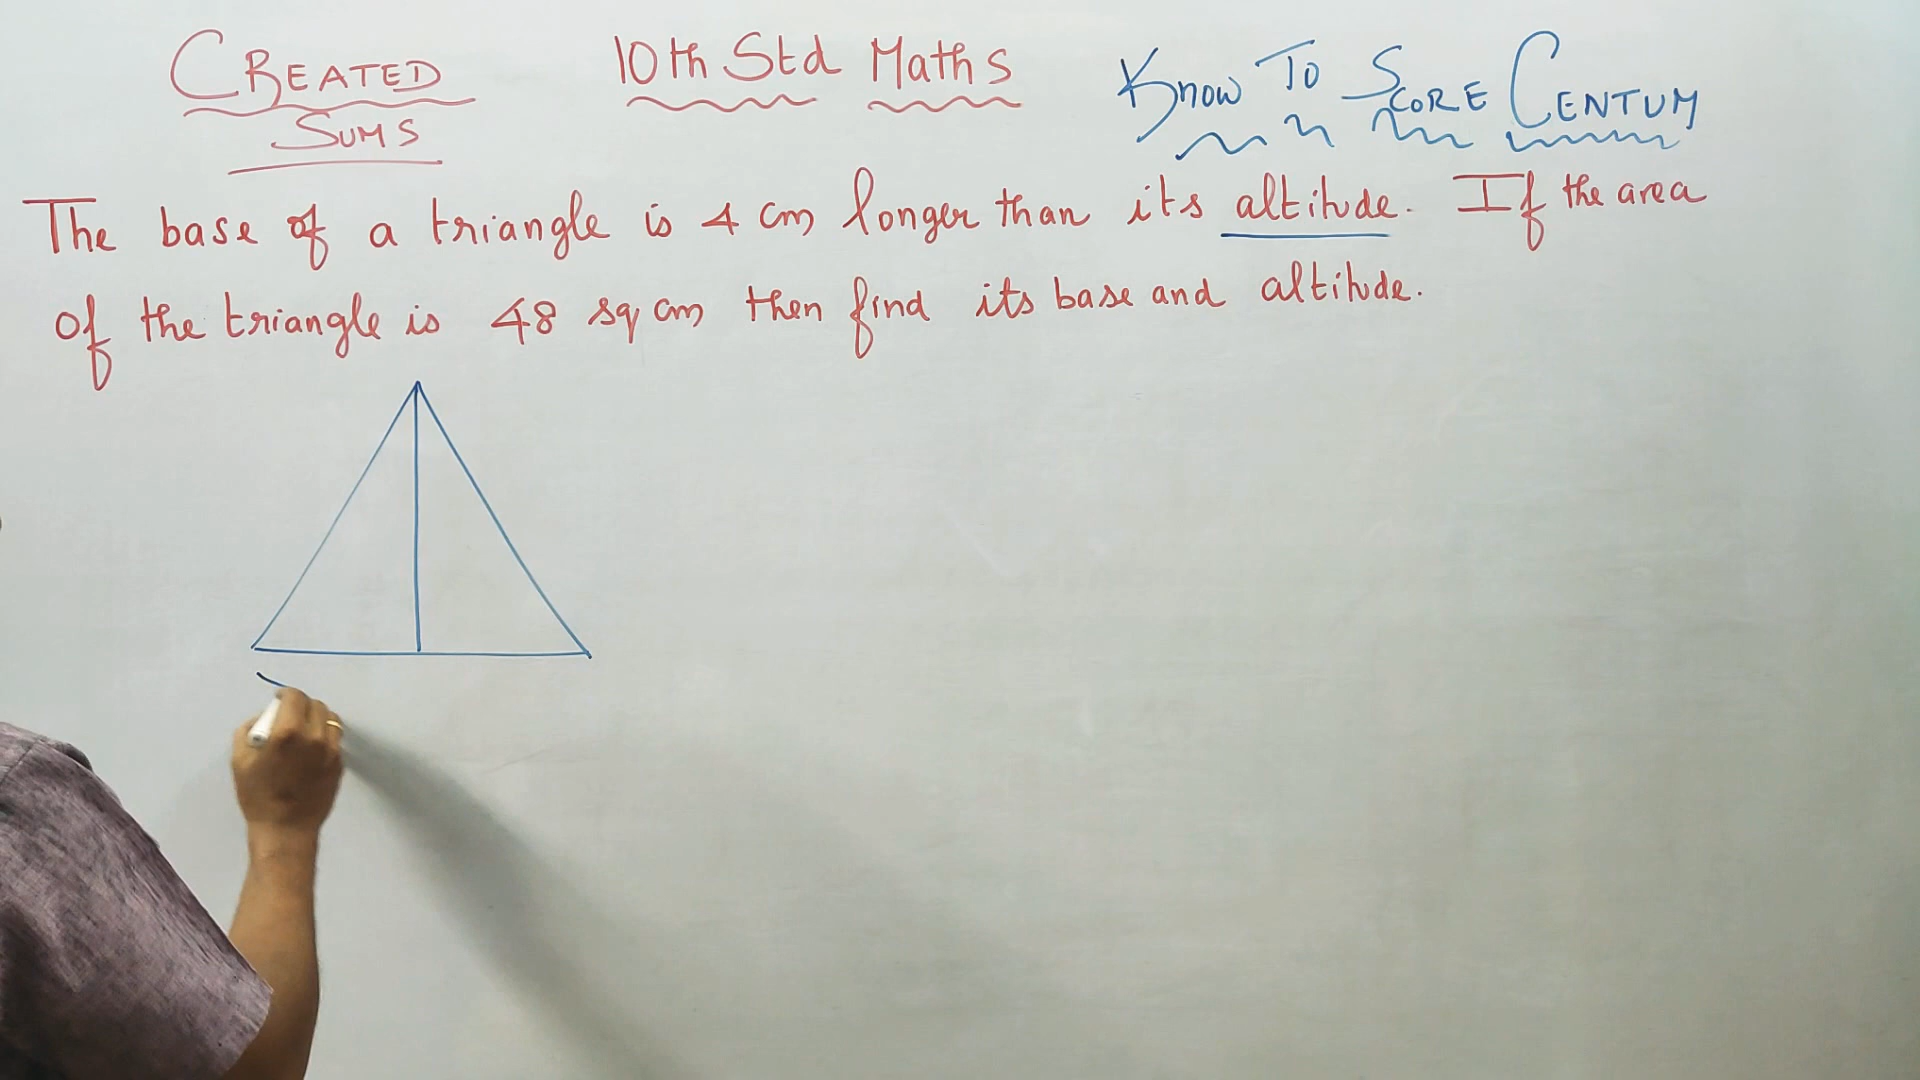 CREATED SUMS
10th Std Maths
Know To SCORE CENTUM
The base of a triangle is 4 cm longer than its altitude. If the area
of the triangle is 48 sq cm then find its base and altitude.